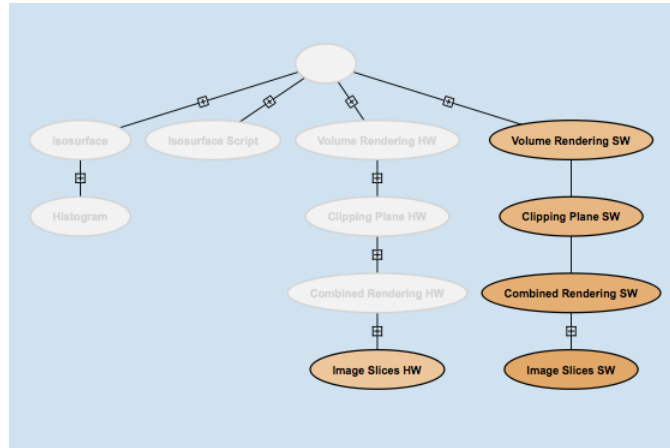 Isosurface
Isosurface Script
Volume Rendering HW
Volume Rendering SW
Histogram
Clipping Plane HW
Clipping Plane SW
Combined Rendering HW
Combined Rendering SW
Image Slices HW
Image Slices SW